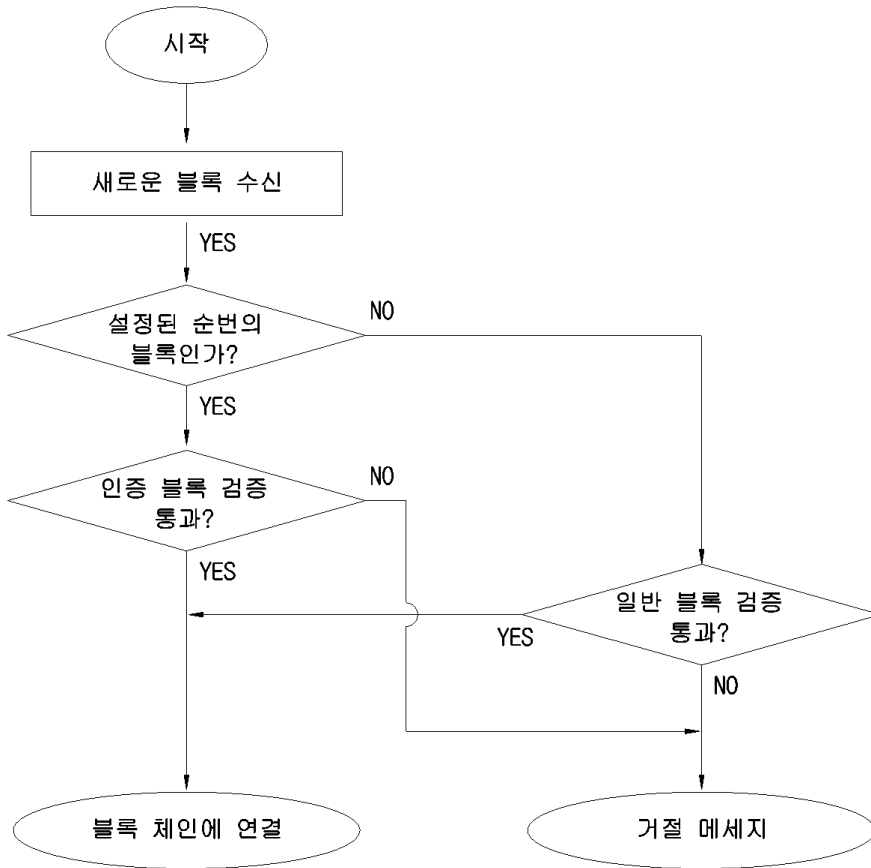 시작
새로운 블록 수신
YES
설정된 순번의
블록인가?
NO
YES
인증 블록 검증
통과?
NO
YES
일반 블록 검증
통과?
YES
NO
블록 체인에 연결
거절 메세지